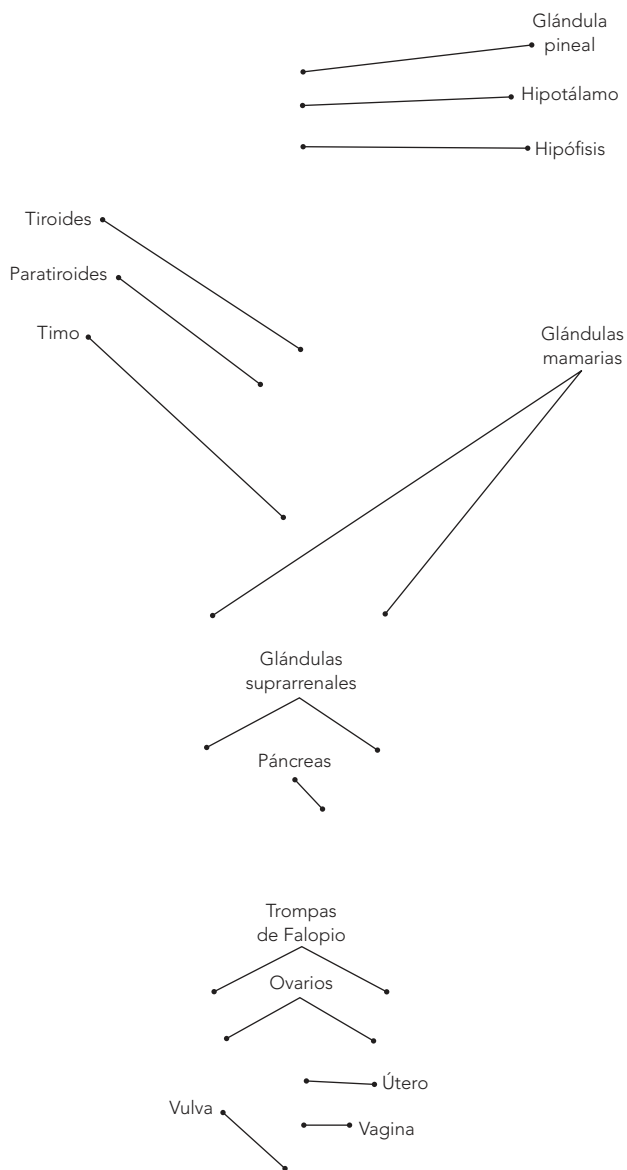 Glándula
pineal
Hipotálamo
Hipófisis
Tiroides
Paratiroides
Timo
Glándulas
mamarias
Glándulas
suprarrenales
Páncreas
Trompas
de Falopio
Ovarios
Útero
Vulva
Vagina